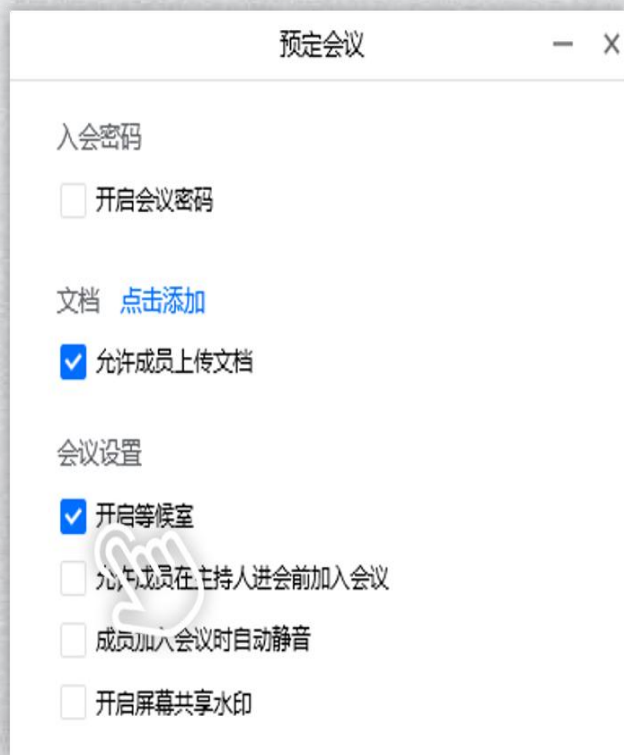 预定会议
入会密码
开启会议密码
文档 点击添加
允许成员上传文档
会议设置
开启等候室
允许成员在主持人进会前加入会议
成员加入会议时自动静音
开启屏幕共享水印